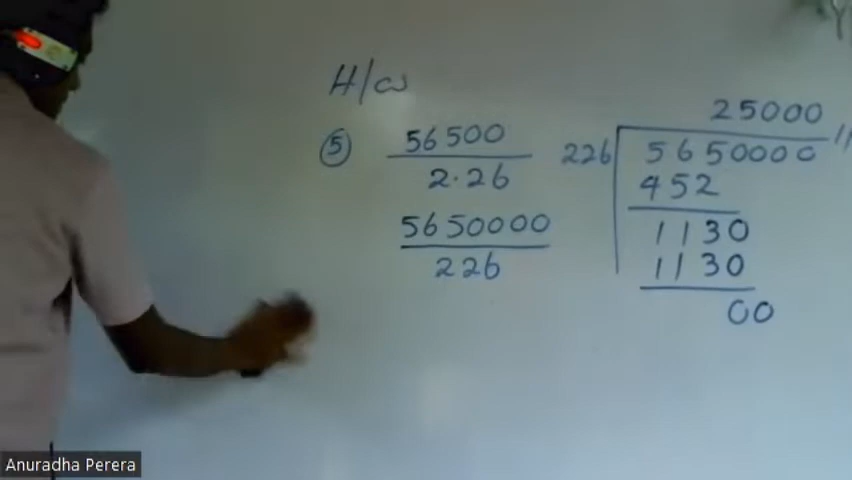 H/w
25000
⑤ 56500 / 2.26
226 5650000 //
452
5650000 / 226
1130
1130
00
Anuradha Perera